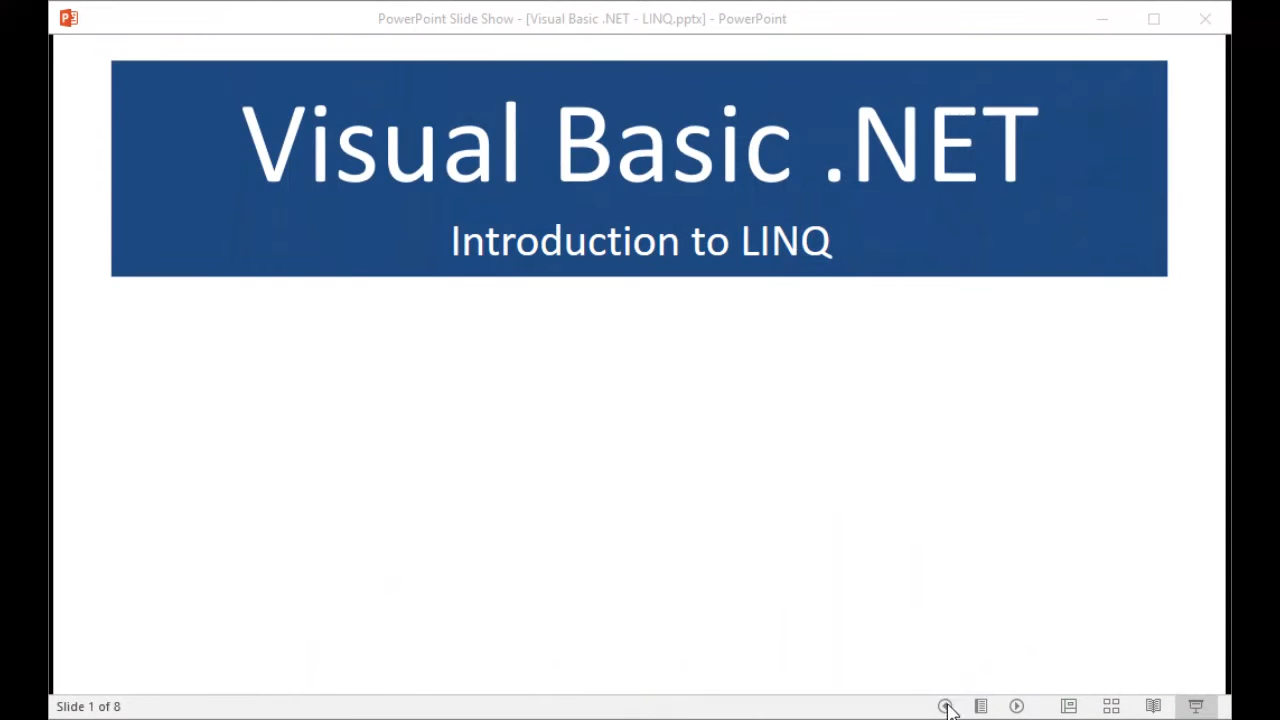 PowerPoint Slide Show - [Visual Basic .NET - LINQ.pptx] - PowerPoint
Visual Basic .NET
Introduction to LINQ
Slide 1 of 8